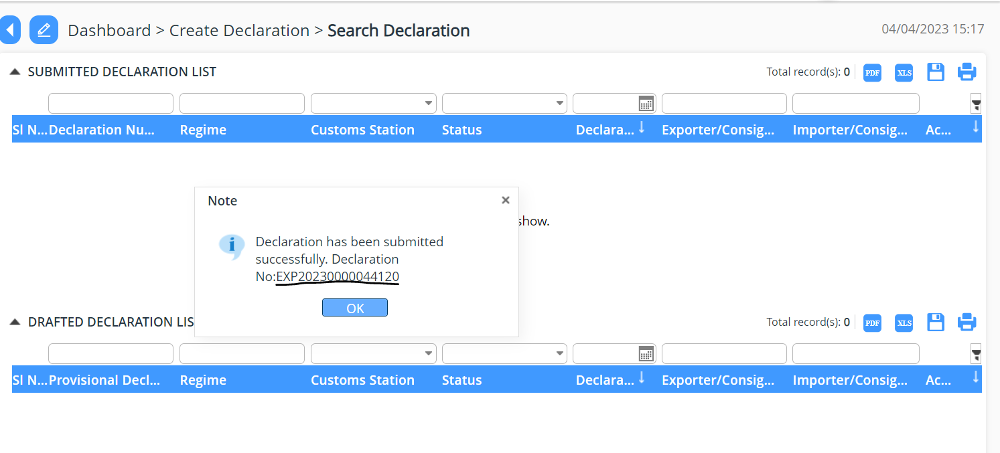 Dashboard > Create Declaration > Search Declaration
04/04/2023 15:17
SUBMITTED DECLARATION LIST
Total record(s): 0
PDF
XLS
Sl N... Declaration Nu... Regime Customs Station Status Declara... Exporter/Consig... Importer/Consig... Ac...
Note
show.
Declaration has been submitted
successfully. Declaration
No:EXP20230000044120
OK
DRAFTED DECLARATION LIS
Total record(s): 0
PDF
XLS
Sl N... Provisional Decl... Regime Customs Station Status Declara... Exporter/Consig... Importer/Consig... Ac...